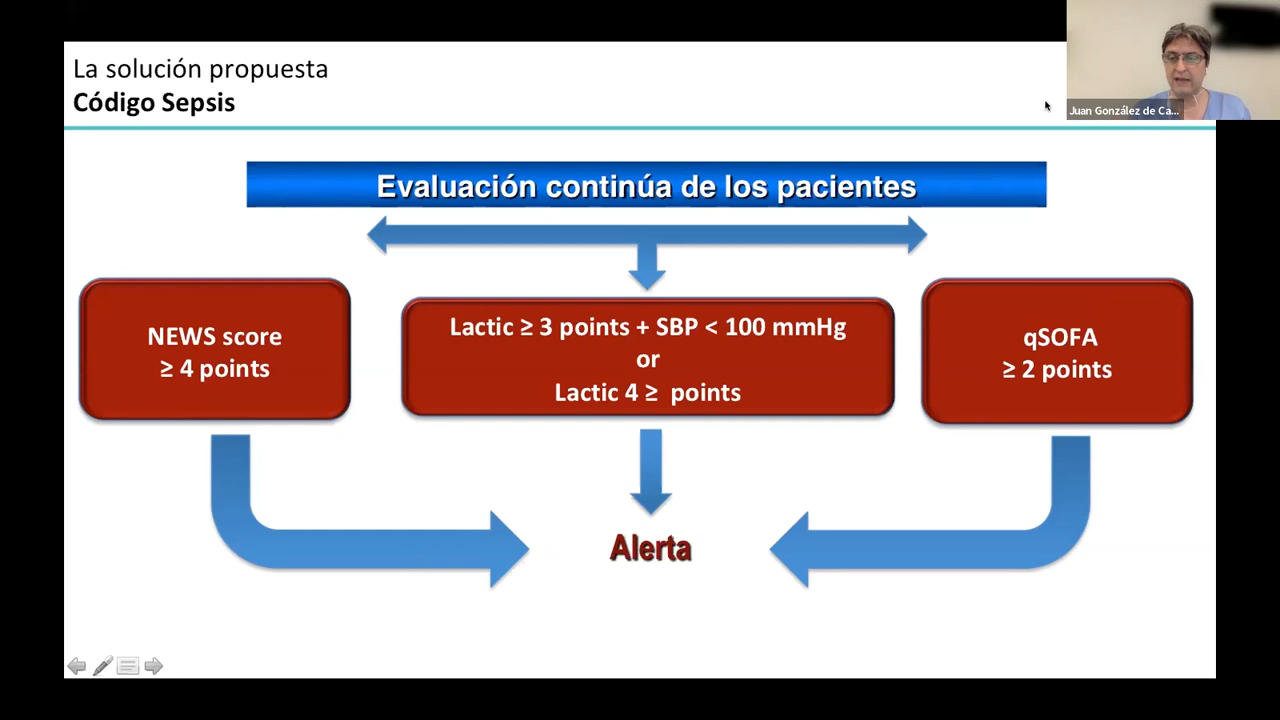 La solución propuesta
Código Sepsis
Juan González de Ca...
Evaluación continúa de los pacientes
NEWS score
≥ 4 points
Lactic ≥ 3 points + SBP < 100 mmHg
or
Lactic 4 ≥ points
qSOFA
≥ 2 points
Alerta